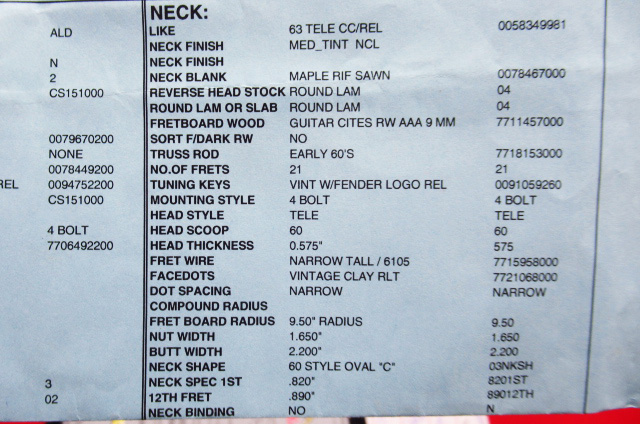 NECK:
ALD LIKE 63 TELE CC/REL 0058349981
NECK FINISH MED_TINT NCL
N NECK FINISH
2 NECK BLANK MAPLE RIF SAWN 0078467000
CS151000 REVERSE HEAD STOCK ROUND LAM 04
ROUND LAM OR SLAB ROUND LAM 04
FRETBOARD WOOD GUITAR CITES RW AAA 9 MM 7711457000
0079670200 SORT F/DARK RW NO
NONE TRUSS ROD EARLY 60'S 7718153000
0078449200 NO.OF FRETS 21 21
REL 0094752200 TUNING KEYS VINT W/FENDER LOGO REL 0091059260
CS151000 MOUNTING STYLE 4 BOLT 4 BOLT
HEAD STYLE TELE TELE
4 BOLT HEAD SCOOP 60 60
7706492200 HEAD THICKNESS 0.575" 575
FRET WIRE NARROW TALL / 6105 7715958000
FACEDOTS VINTAGE CLAY RLT 7721068000
DOT SPACING NARROW NARROW
COMPOUND RADIUS
FRET BOARD RADIUS 9.50" RADIUS 9.50
NUT WIDTH 1.650" 1.650
BUTT WIDTH 2.200" 2.200
NECK SHAPE 60 STYLE OVAL "C" 03NKSH
3 NECK SPEC 1ST .820" 8201ST
02 12TH FRET .890" 89012TH
NECK BINDING NO N